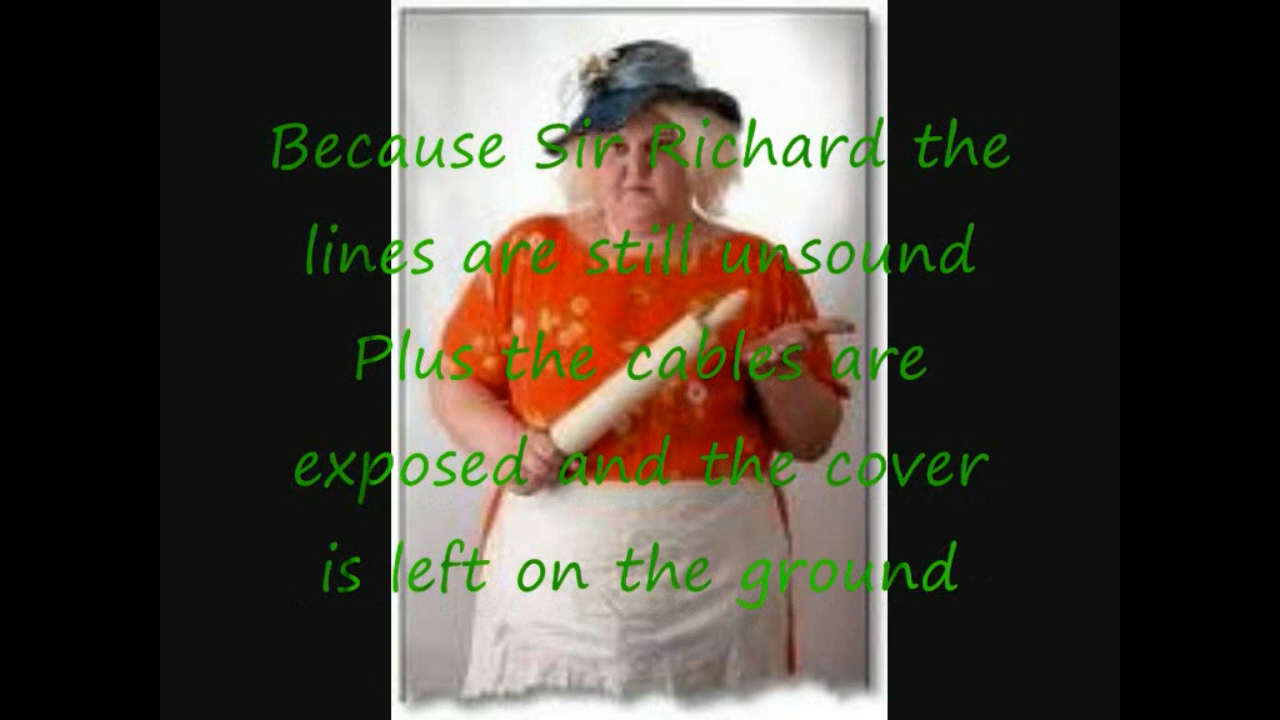 Because Sir Richard the
lines are still unsound
Plus the cables are
exposed and the cover
is left on the ground